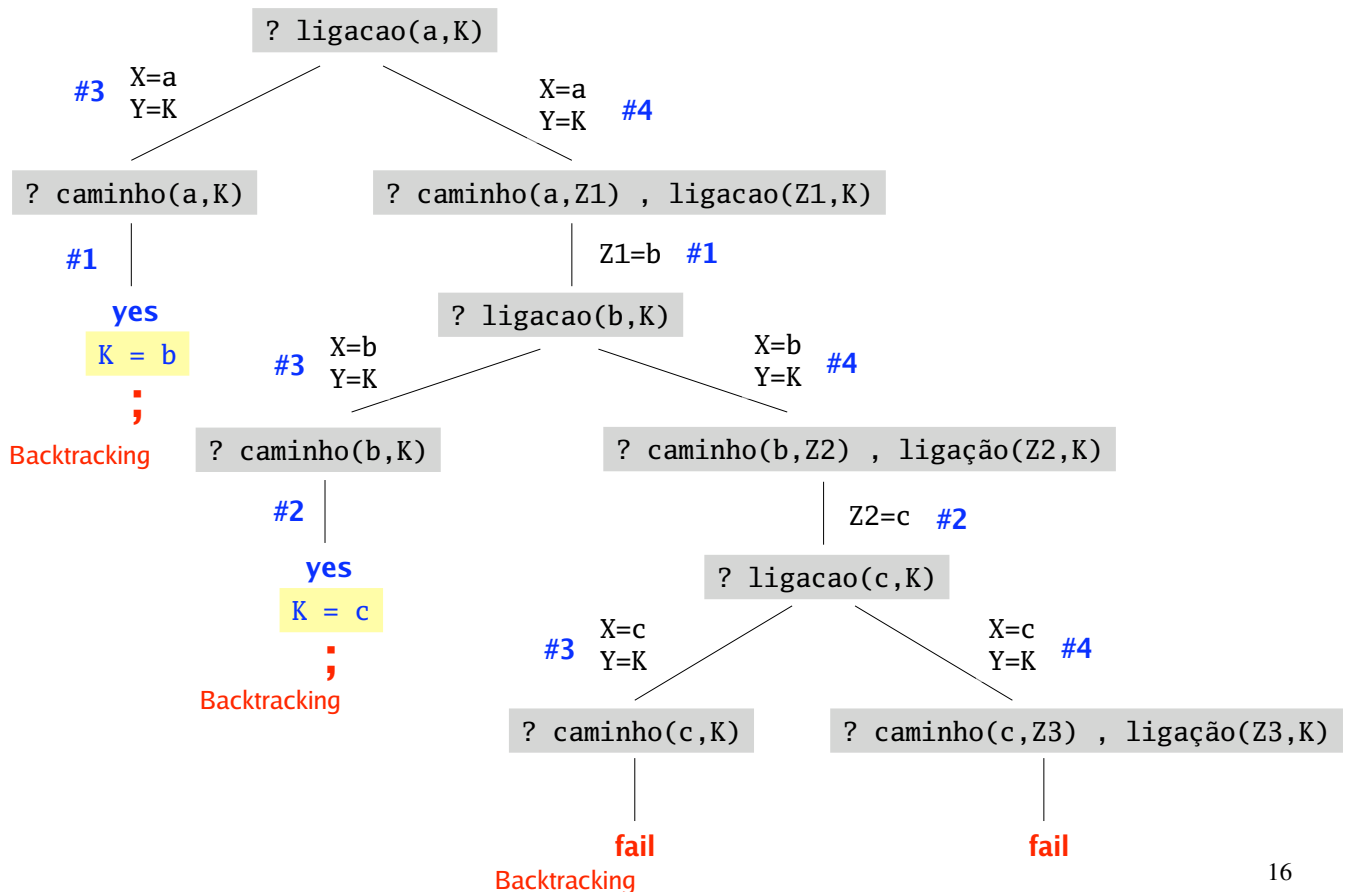 ? ligacao(a,K)
#3
X=a
Y=K
X=a
Y=K
#4
? caminho(a,K)
? caminho(a,Z1) , ligacao(Z1,K)
#1
Z1=b #1
yes
K = b
;
Backtracking
? ligacao(b,K)
#3
X=b
Y=K
X=b
Y=K
#4
? caminho(b,K)
? caminho(b,Z2) , ligação(Z2,K)
#2
Z2=c #2
yes
K = c
;
Backtracking
? ligacao(c,K)
#3
X=c
Y=K
X=c
Y=K
#4
? caminho(c,K)
? caminho(c,Z3) , ligação(Z3,K)
fail
Backtracking
fail
16